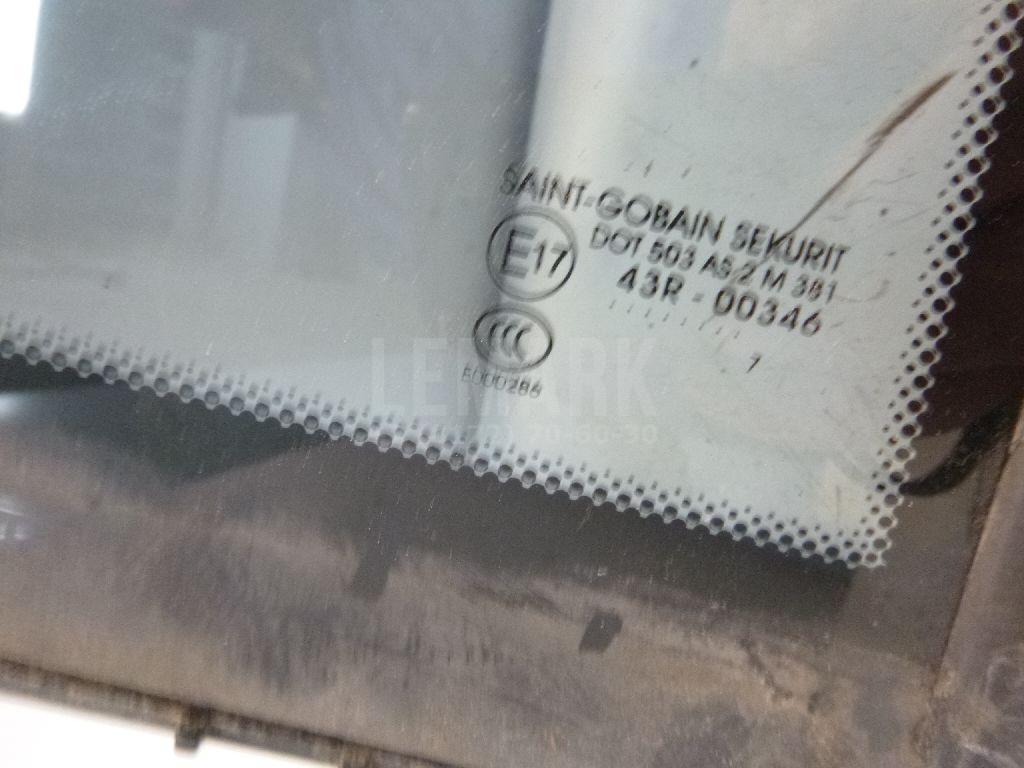 SAINT-GOBAIN SEKURIT
E17
DOT 503 AS 2 M 381
43R - 00346
CCC
E000286
7
LEMARK